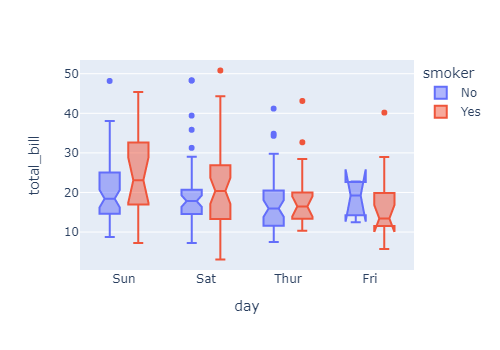 smoker
No
Yes
total_bill
50
40
30
20
10
Sun
Sat
Thur
Fri
day